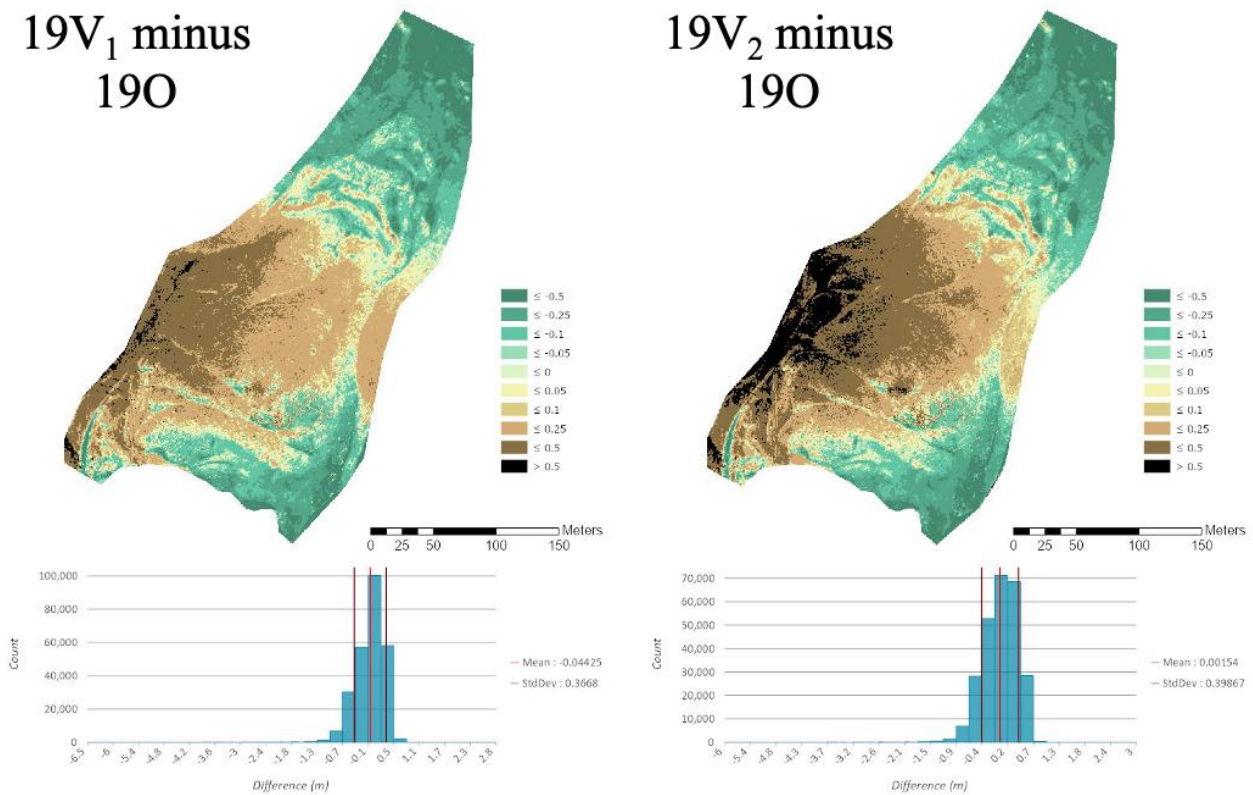 19V₁ minus
19O
≤ -0.5
≤ -0.25
≤ -0.1
≤ -0.05
≤ 0
≤ 0.05
≤ 0.1
≤ 0.25
≤ 0.5
> 0.5
Meters
0 25 50 100 150
100,000
80,000
60,000
40,000
20,000
0
Count
-6.5 -6 -5.4 -4.8 -4.2 -3.6 -3 -2.4 -1.8 -1.3 -0.7 -0.1 0.5 1.1 1.7 2.2 2.8
Difference (m)
Mean : -0.04425
StdDev : 0.3668
19V₂ minus
19O
≤ -0.5
≤ -0.25
≤ -0.1
≤ -0.05
≤ 0
≤ 0.05
≤ 0.1
≤ 0.25
≤ 0.5
> 0.5
Meters
0 25 50 100 150
70,000
60,000
50,000
40,000
30,000
20,000
10,000
0
Count
-6.5 -6 -5.4 -4.8 -4.3 -3.7 -3.2 -2.6 -2.1 -1.5 -0.9 -0.4 0.2 0.7 1.3 1.8 2.4 3
Difference (m)
Mean : 0.00154
StdDev : 0.39867